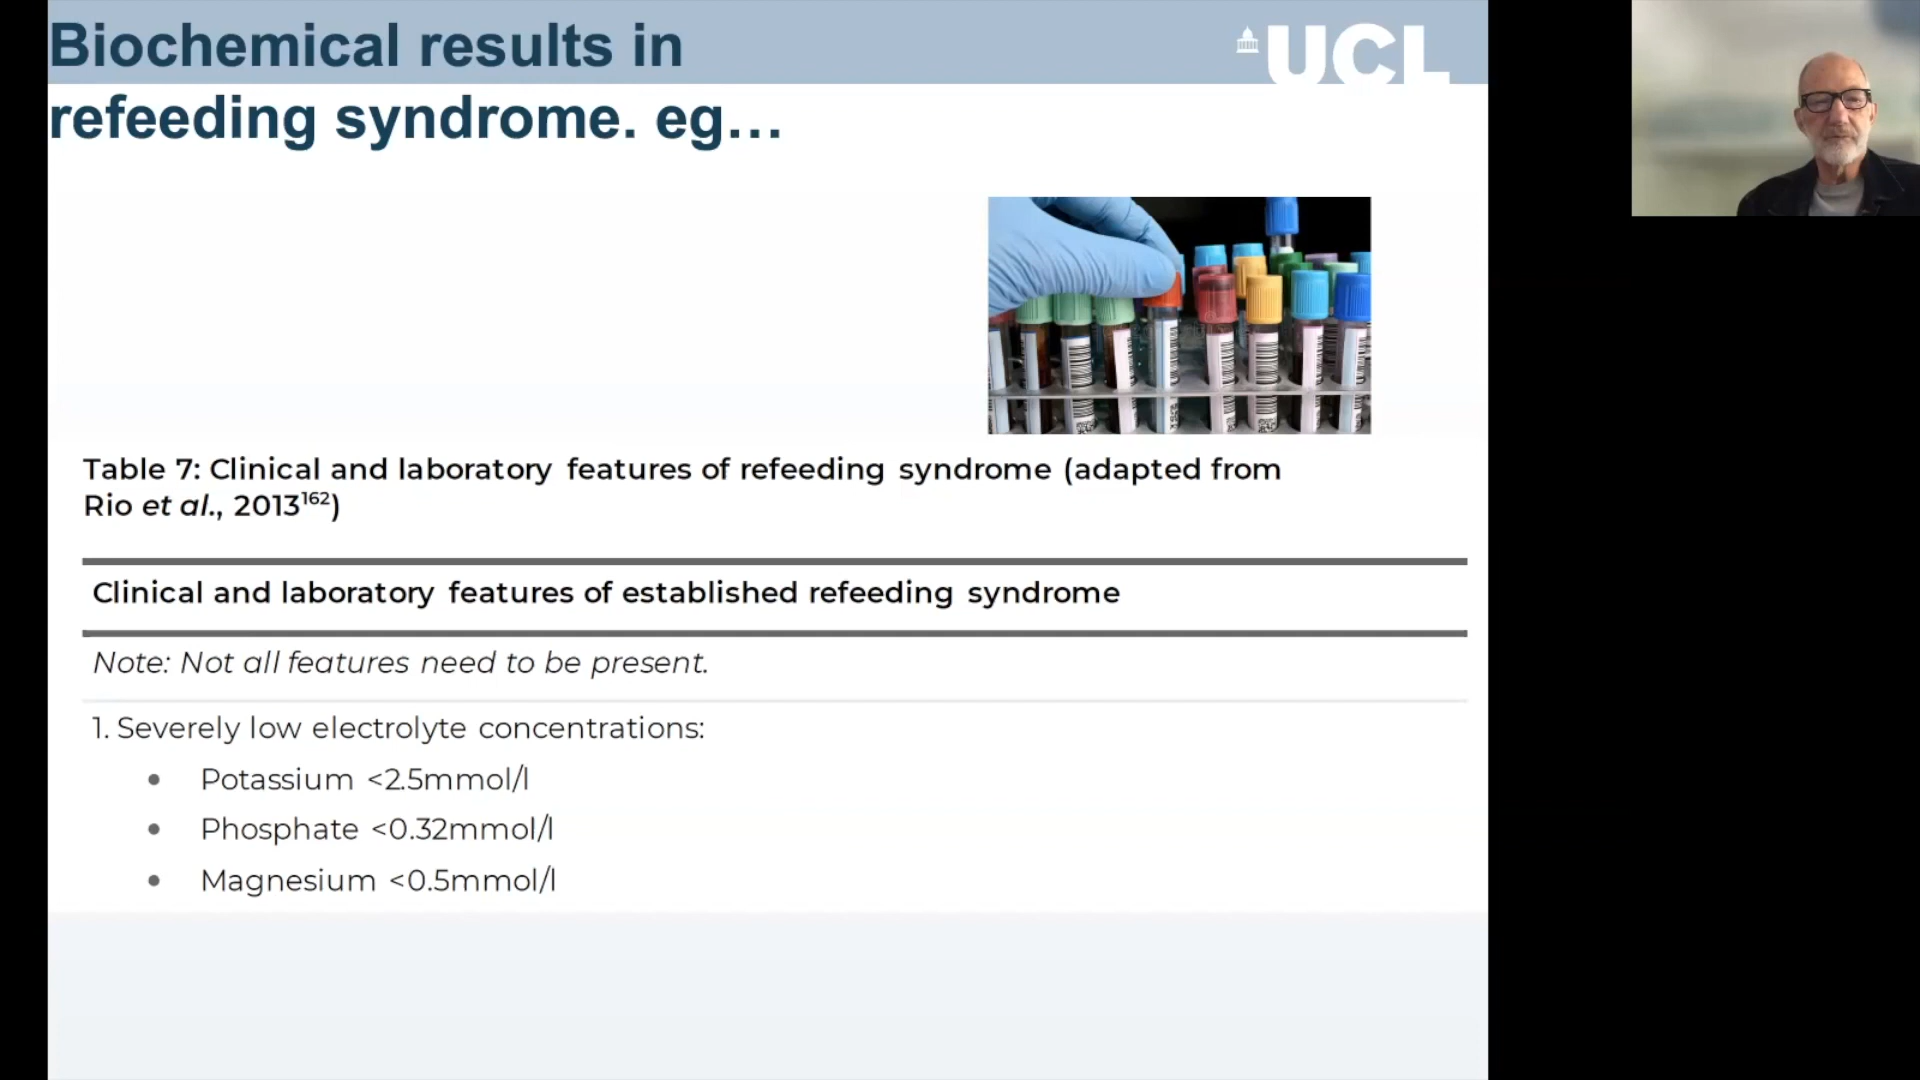 Biochemical results in
refeeding syndrome. eg...
UCL
Table 7: Clinical and laboratory features of refeeding syndrome (adapted from
Rio et al., 2013¹⁶²)
Clinical and laboratory features of established refeeding syndrome
Note: Not all features need to be present.
1. Severely low electrolyte concentrations:
• Potassium <2.5mmol/l
• Phosphate <0.32mmol/l
• Magnesium <0.5mmol/l